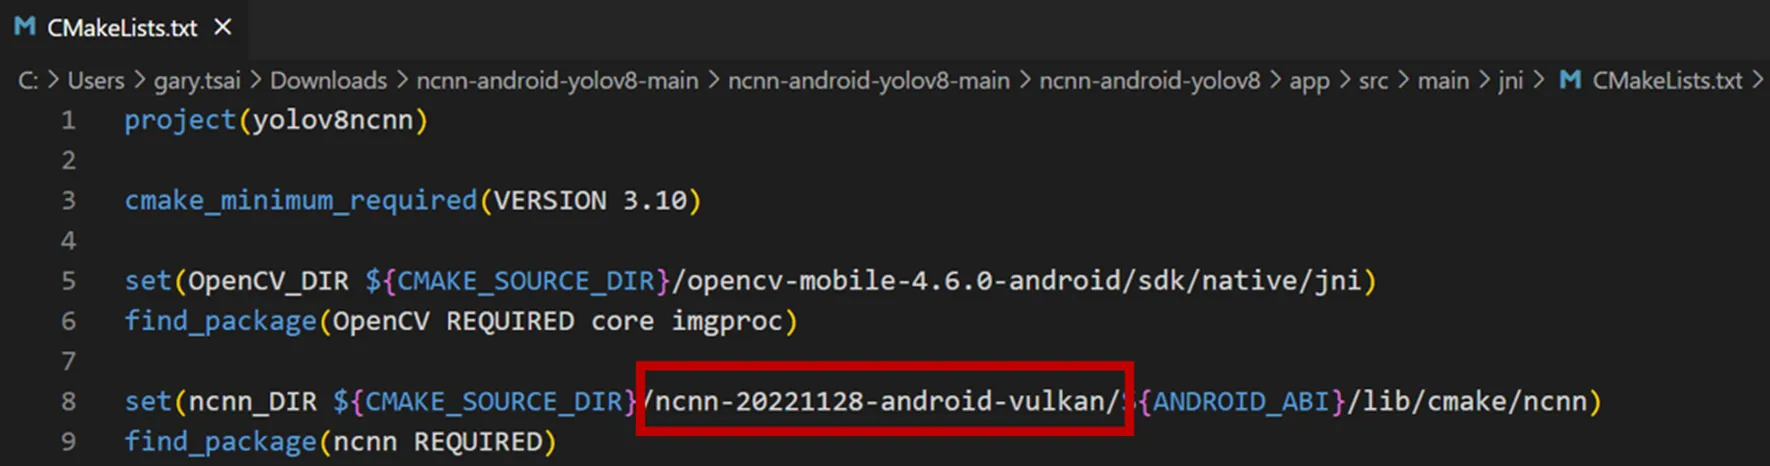 CMakeLists.txt ×
C: > Users > gary.tsai > Downloads > ncnn-android-yolov8-main > ncnn-android-yolov8-main > ncnn-android-yolov8 > app > src > main > jni > M CMakeLists.txt >
1 project(yolov8ncnn)
2
3 cmake_minimum_required(VERSION 3.10)
4
5 set(OpenCV_DIR ${CMAKE_SOURCE_DIR}/opencv-mobile-4.6.0-android/sdk/native/jni)
6 find_package(OpenCV REQUIRED core imgproc)
7
8 set(ncnn_DIR ${CMAKE_SOURCE_DIR}/ncnn-20221128-android-vulkan/${ANDROID_ABI}/lib/cmake/ncnn)
9 find_package(ncnn REQUIRED)